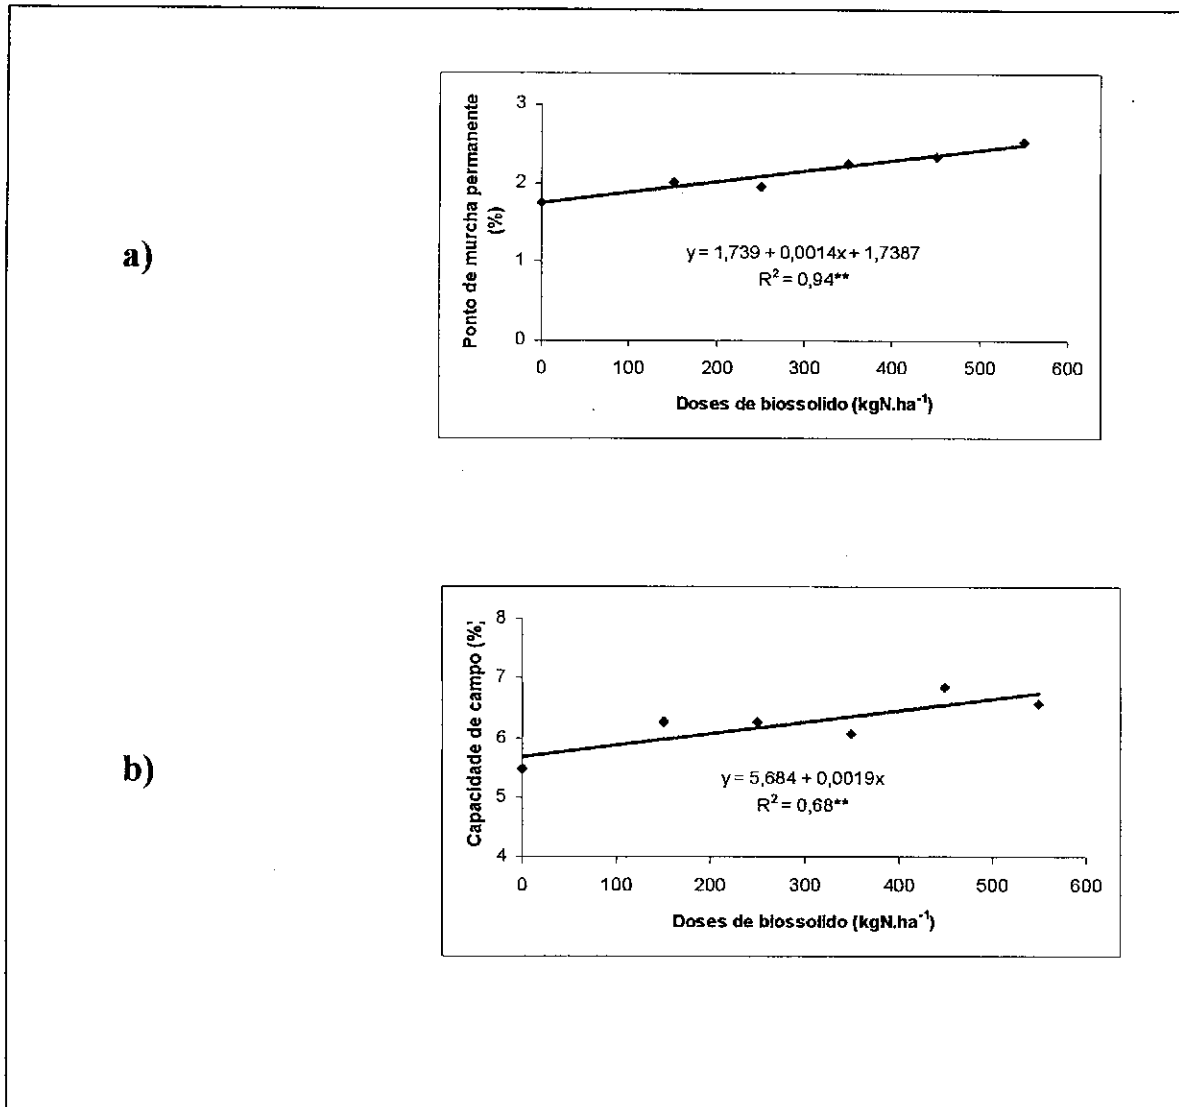 a)
Ponto de murcha permanente
(%)
3
2
1
0
y = 1,739 + 0,0014x + 1,7387
R² = 0,94**
0 100 200 300 400 500 600
Doses de biossolido (kgN.ha⁻¹)
b)
Capacidade de campo (%)
8
7
6
5
4
y = 5,684 + 0,0019x
R² = 0,68**
0 100 200 300 400 500 600
Doses de biossolido (kgN.ha⁻¹)